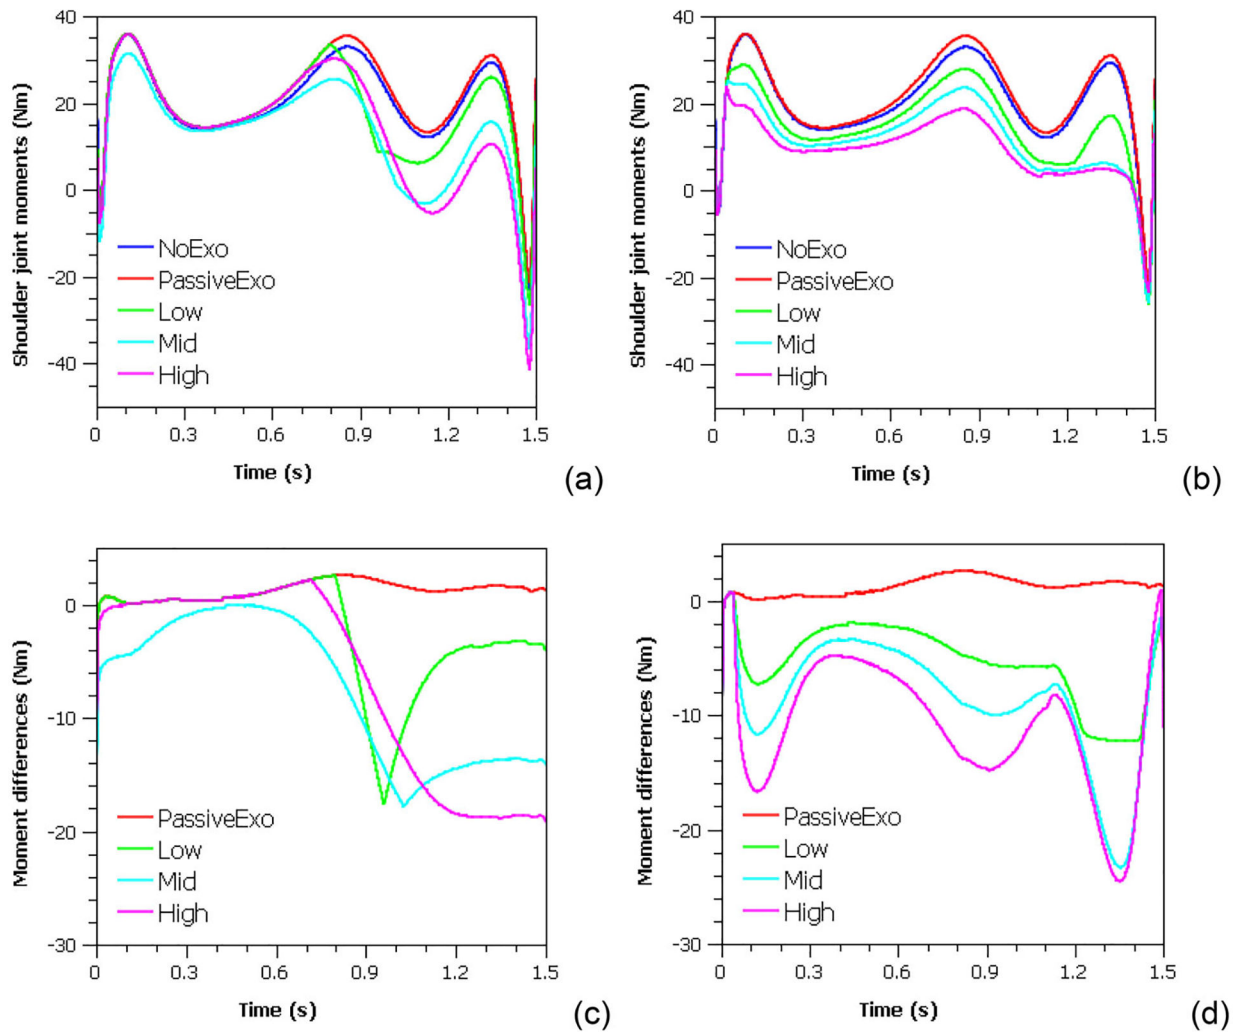 40
20
0
-20
-40
Shoulder joint moments (Nm)
NoExo
PassiveExo
Low
Mid
High
0 0.3 0.6 0.9 1.2 1.5
Time (s)
(a)
40
20
0
-20
-40
Shoulder joint moments (Nm)
NoExo
PassiveExo
Low
Mid
High
0 0.3 0.6 0.9 1.2 1.5
Time (s)
(b)
0
-10
-20
-30
Moment differences (Nm)
PassiveExo
Low
Mid
High
0 0.3 0.6 0.9 1.2 1.5
Time (s)
(c)
0
-10
-20
-30
Moment differences (Nm)
PassiveExo
Low
Mid
High
0 0.3 0.6 0.9 1.2 1.5
Time (s)
(d)